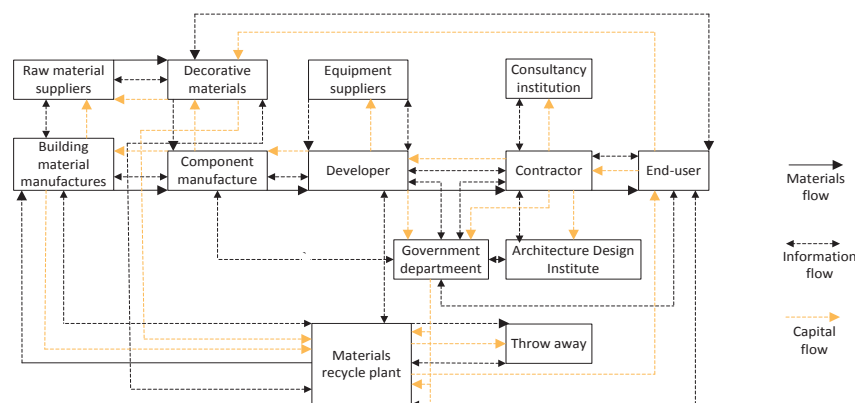 Raw material
suppliers
Decorative
materials
Equipment
suppliers
Consultancy
institution
Building
material
manufactures
Component
manufacture
Developer
Contractor
End-user
Materials
flow
Government
departmeent
Architecture Design
Institute
Information
flow
Materials
recycle plant
Throw away
Capital
flow